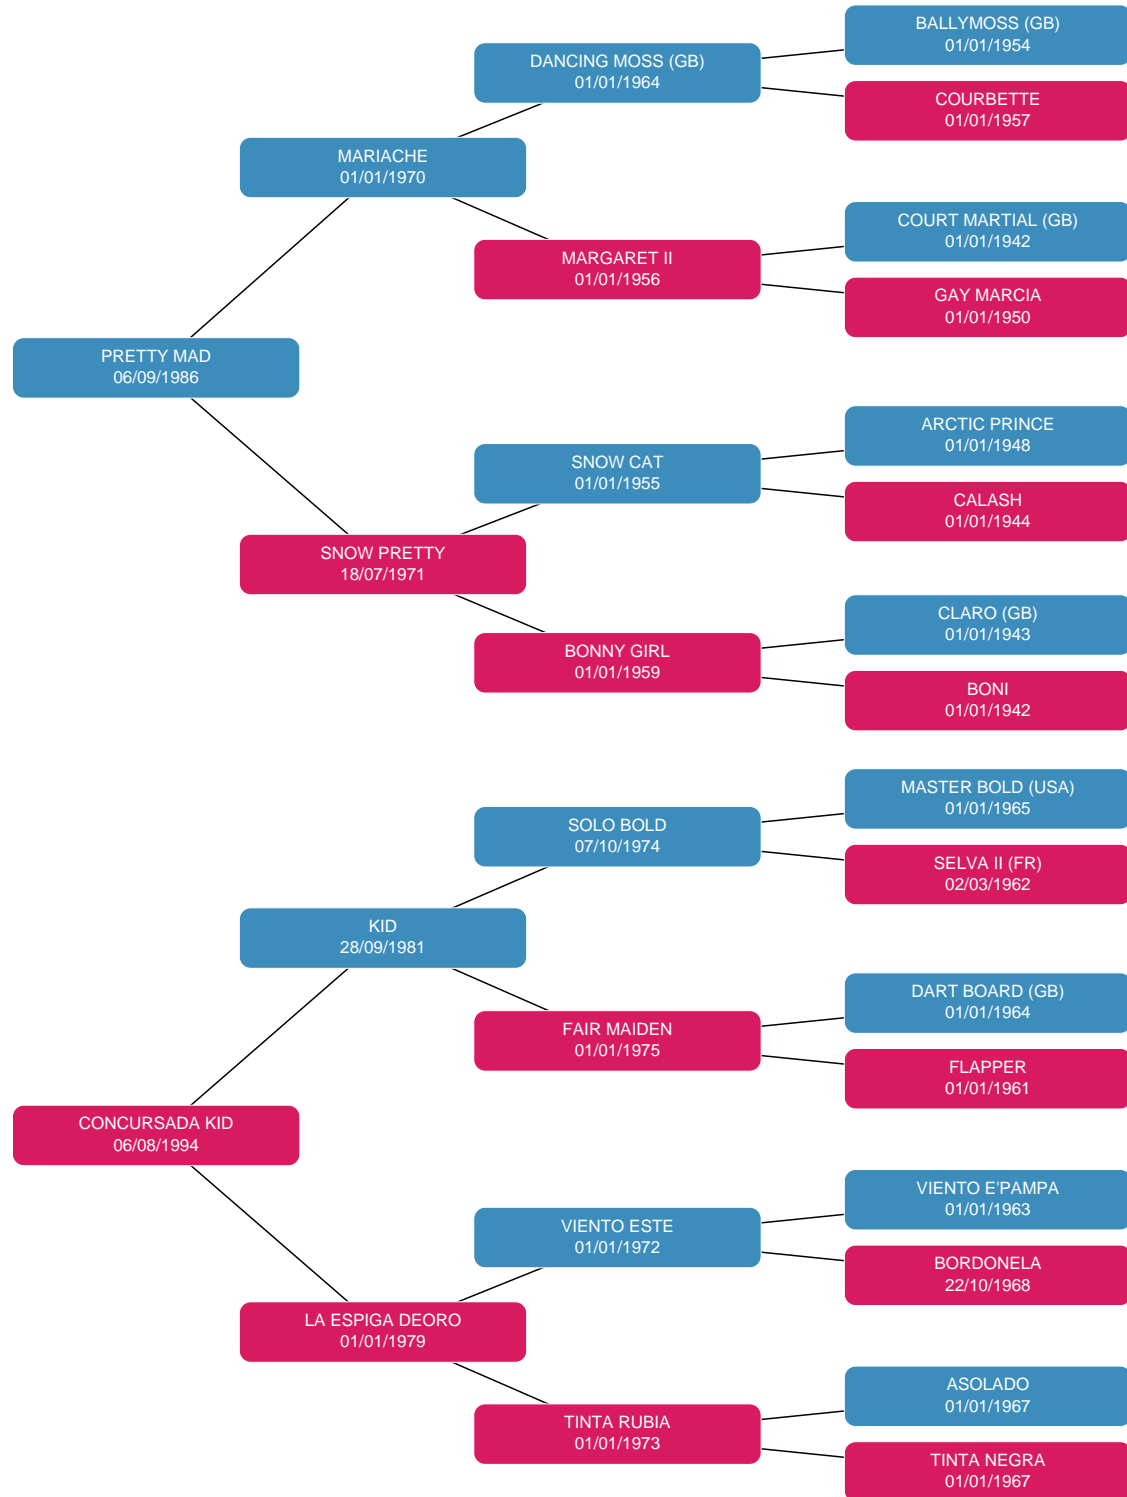 BALLYMOSS (GB)
01/01/1954
DANCING MOSS (GB)
01/01/1964
COURBETTE
01/01/1957
MARIACHE
01/01/1970
COURT MARTIAL (GB)
01/01/1942
MARGARET II
01/01/1956
GAY MARCIA
01/01/1950
PRETTY MAD
06/09/1986
ARCTIC PRINCE
01/01/1948
SNOW CAT
01/01/1955
CALASH
01/01/1944
SNOW PRETTY
18/07/1971
CLARO (GB)
01/01/1943
BONNY GIRL
01/01/1959
BONI
01/01/1942
MASTER BOLD (USA)
01/01/1965
SOLO BOLD
07/10/1974
SELVA II (FR)
02/03/1962
KID
28/09/1981
DART BOARD (GB)
01/01/1964
FAIR MAIDEN
01/01/1975
FLAPPER
01/01/1961
CONCURSADA KID
06/08/1994
VIENTO E'PAMPA
01/01/1963
VIENTO ESTE
01/01/1972
BORDONELA
22/10/1968
LA ESPIGA DEORO
01/01/1979
ASOLADO
01/01/1967
TINTA RUBIA
01/01/1973
TINTA NEGRA
01/01/1967